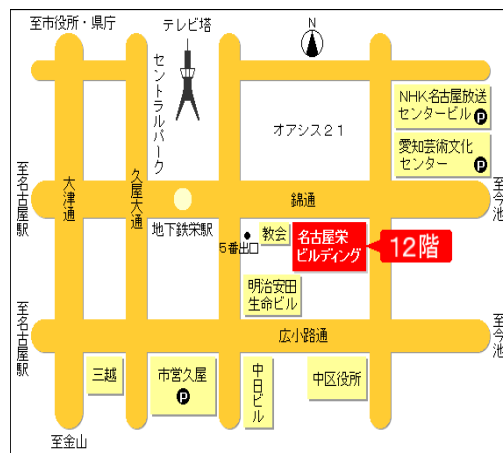 至市役所・県庁
テレビ塔
N
セントラルパーク
オアシス21
NHK名古屋放送
センタービル P
愛知芸術文化
センター P
至名古屋駅
大津通
久屋大通
錦通
至今池
地下鉄栄駅
5番出口
教会
名古屋栄
ビルディング
12階
明治安田
生命ビル
至名古屋駅
広小路通
至今池
三越
市営久屋
P
中日ビル
中区役所
至金山